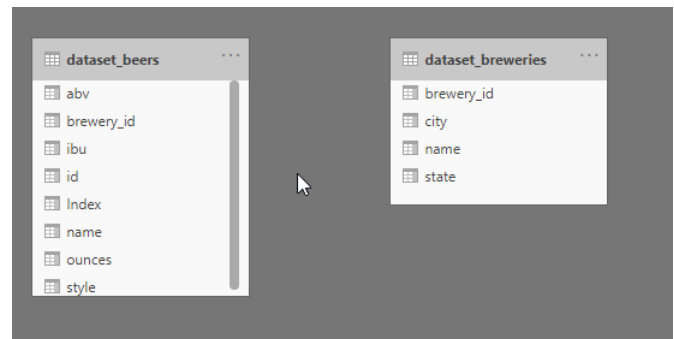 dataset_beers
abv
brewery_id
ibu
id
Index
name
ounces
style
dataset_breweries
brewery_id
city
name
state